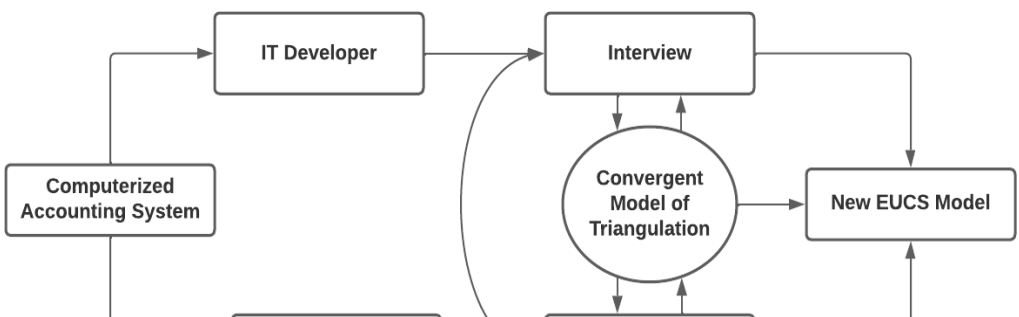 IT Developer
Interview
Computerized
Accounting System
Convergent
Model of
Triangulation
New EUCS Model